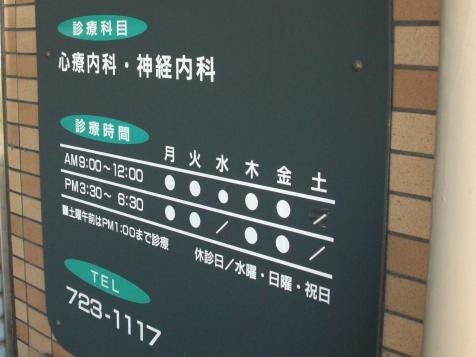 診療科目
心療内科・神経内科
診療時間
月 火 水 木 金 土
AM9:00～12:00 ● ● ● ● ●
PM3:30～ 6:30 ● ● ／ ● ● ／
■土曜午前はPM1:00まで診療
休診日／水曜・日曜・祝日
TEL
723-1117